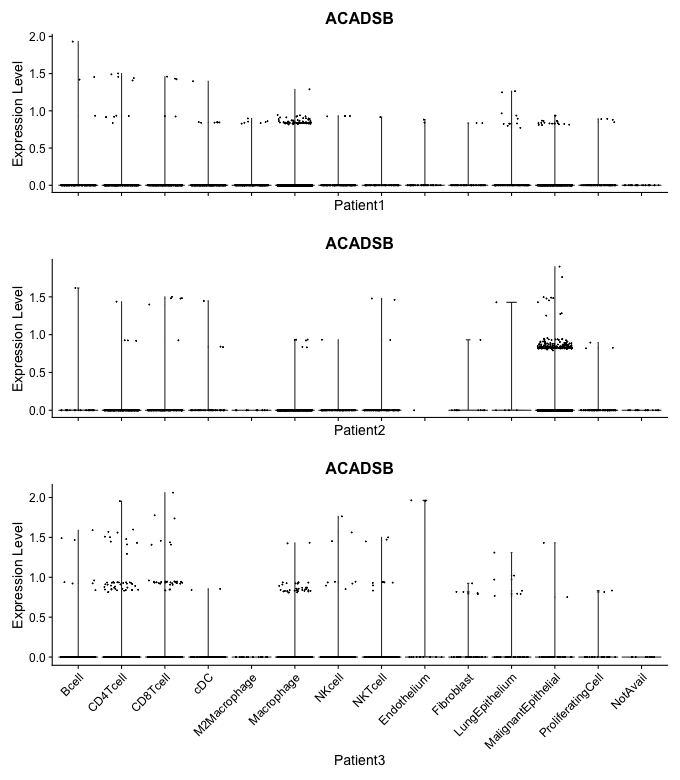 ACADSB
Expression Level
2.0
1.5
1.0
0.5
0.0
Patient1
ACADSB
Expression Level
1.5
1.0
0.5
0.0
Patient2
ACADSB
Expression Level
2.0
1.5
1.0
0.5
0.0
Bcell
CD4Tcell
CD8Tcell
cDC
M2Macrophage
Macrophage
NKcell
NKTcell
Endothelium
Fibroblast
LungEpithelium
MalignantEpithelial
ProliferatingCell
NotAvail
Patient3